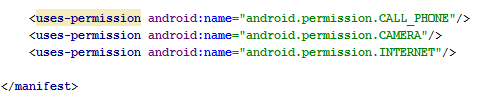 <uses-permission android:name="android.permission.CALL_PHONE"/>
<uses-permission android:name="android.permission.CAMERA"/>
<uses-permission android:name="android.permission.INTERNET"/>
</manifest>